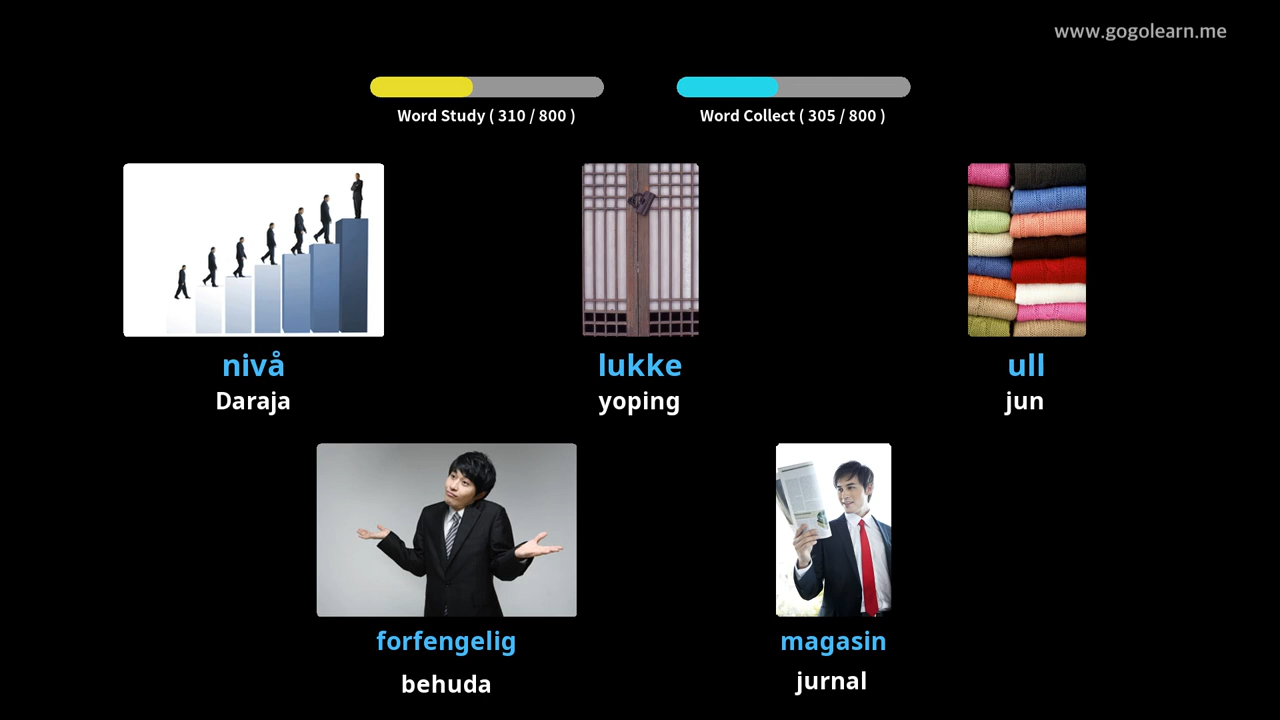 www.gogolearn.me
Word Study ( 310 / 800 )
Word Collect ( 305 / 800 )
nivå
Daraja
lukke
yoping
ull
jun
forfengelig
behuda
magasin
jurnal